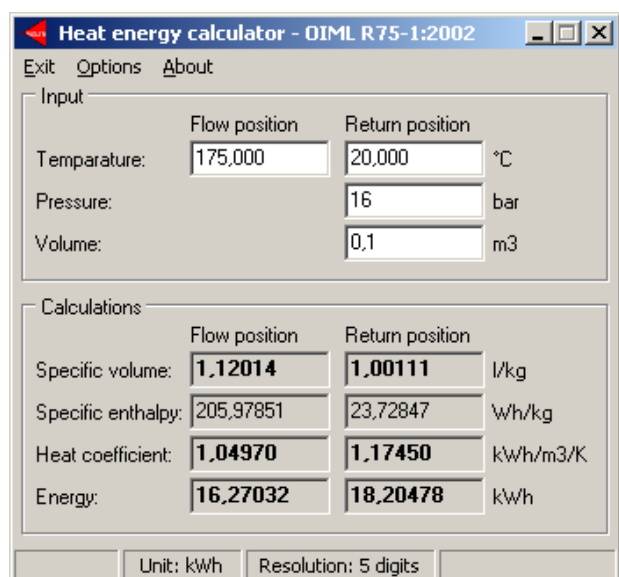 Heat energy calculator - OIML R75-1:2002
Exit Options About
Input
Flow position Return position
Temparature: 175,000 20,000 °C
Pressure: 16 bar
Volume: 0,1 m3
Calculations
Flow position Return position
Specific volume: 1,12014 1,00111 l/kg
Specific enthalpy: 205,97851 23,72847 Wh/kg
Heat coefficient: 1,04970 1,17450 kWh/m3/K
Energy: 16,27032 18,20478 kWh
Unit: kWh Resolution: 5 digits